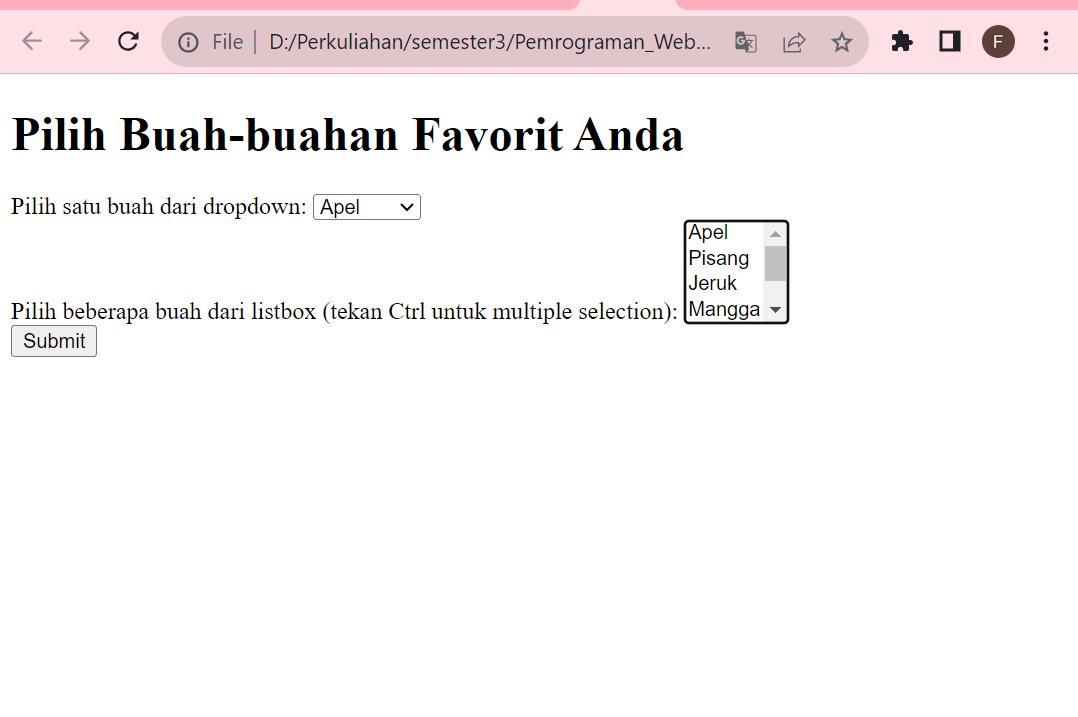 File D:/Perkuliahan/semester3/Pemrograman_Web... F
Pilih Buah-buahan Favorit Anda
Pilih satu buah dari dropdown: Apel
Apel
Pisang
Jeruk
Mangga
Pilih beberapa buah dari listbox (tekan Ctrl untuk multiple selection):
Submit